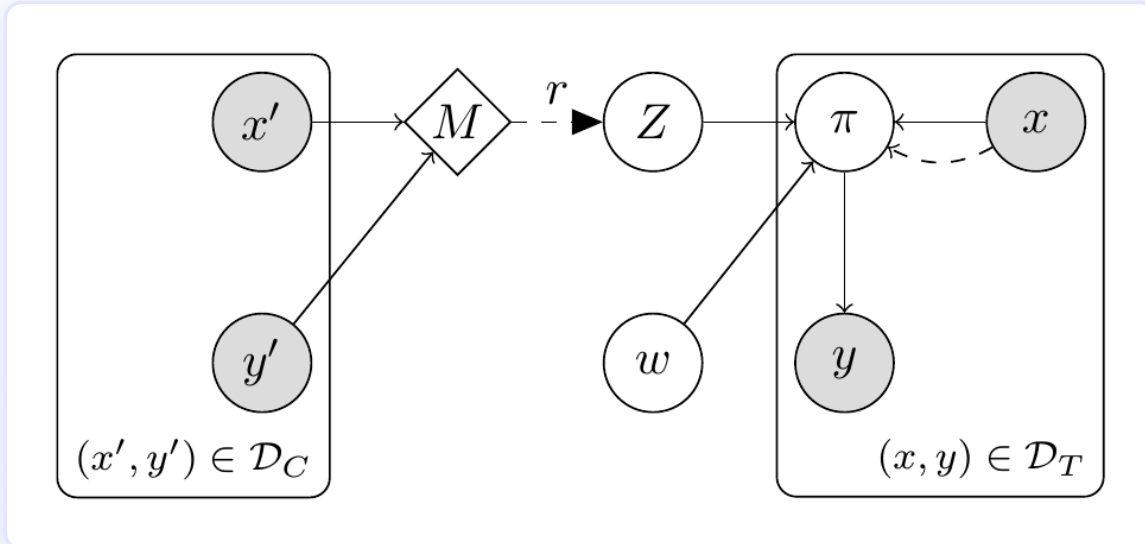 r
x′ M Z π x
y′ w y
(x′, y′) ∈ 𝒟_C (x, y) ∈ 𝒟_T